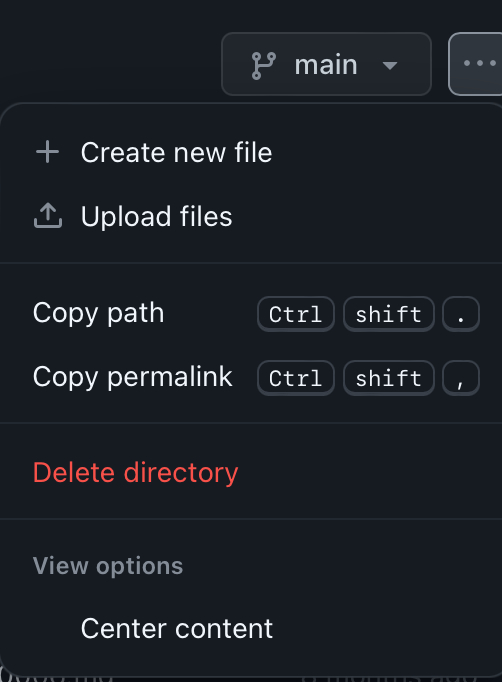 main
...
Create new file
Upload files
Copy path Ctrl shift .
Copy permalink Ctrl shift ,
Delete directory
View options
Center content